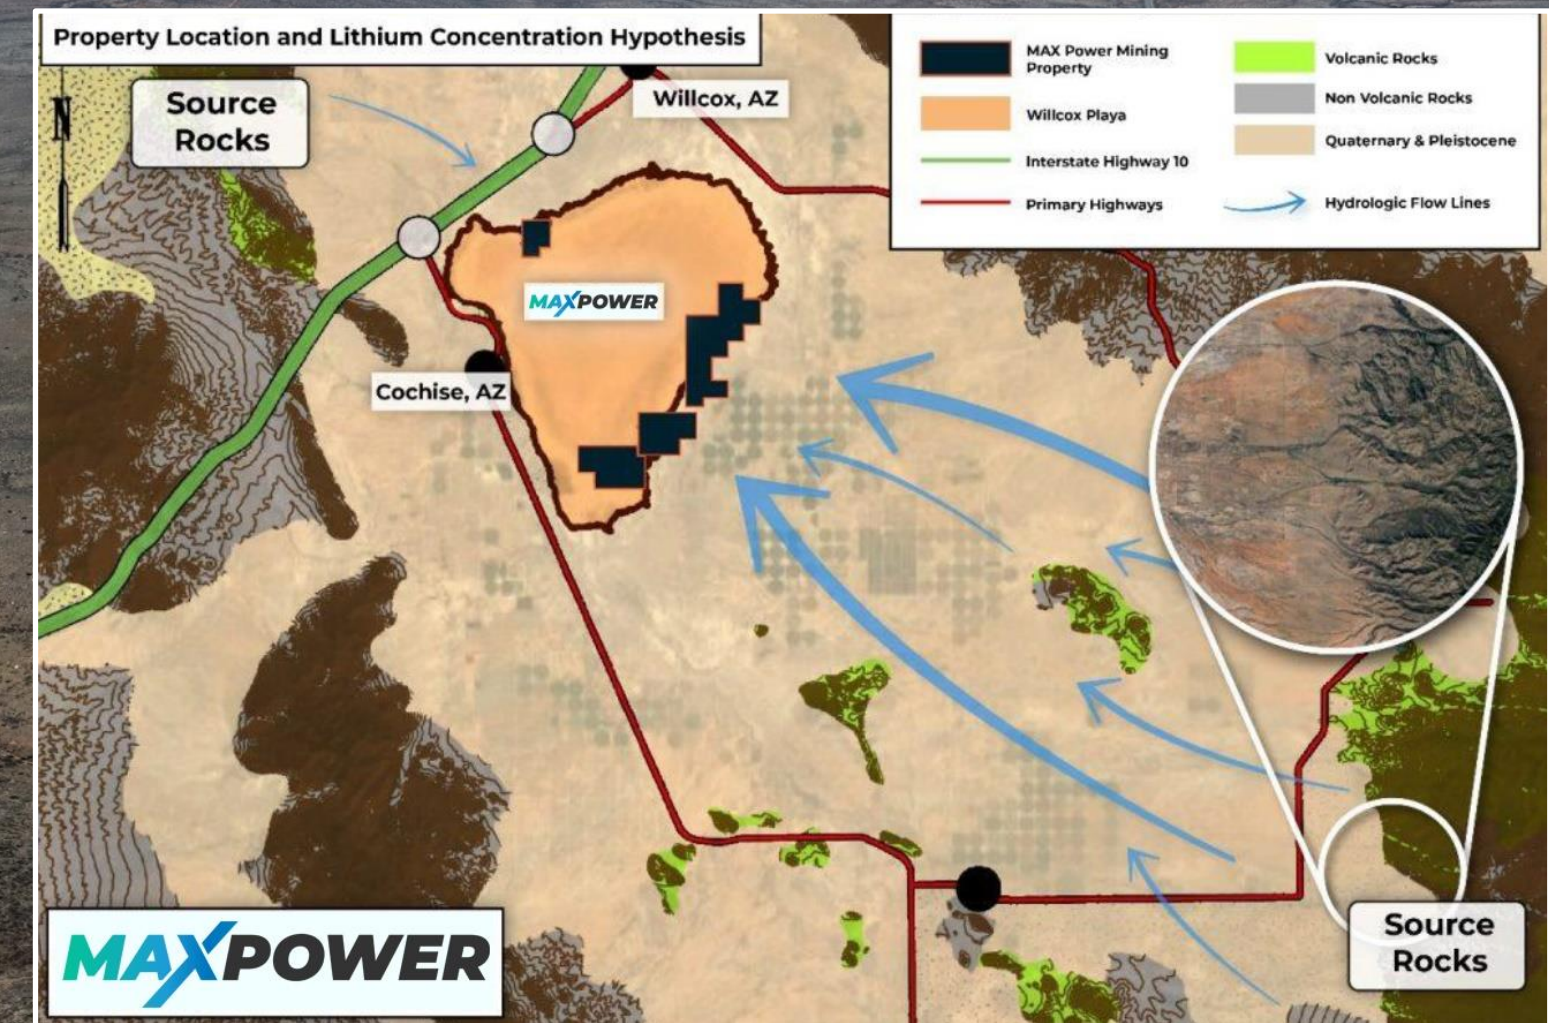 Property Location and Lithium Concentration Hypothesis
Source
Rocks
N
Willcox, AZ
MAX Power Mining
Property
Willcox Playa
Interstate Highway 10
Primary Highways
Volcanic Rocks
Non Volcanic Rocks
Quaternary & Pleistocene
Hydrologic Flow Lines
MAXPOWER
Cochise, AZ
Source
Rocks
MAXPOWER